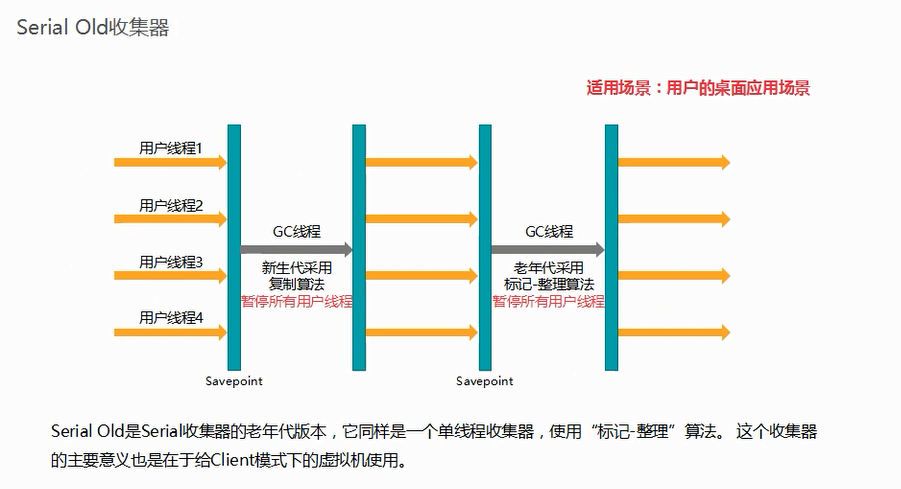 Serial Old收集器
适用场景：用户的桌面应用场景
用户线程1
用户线程2
用户线程3
用户线程4
GC线程
新生代采用
复制算法
暂停所有用户线程
GC线程
老年代采用
标记-整理算法
暂停所有用户线程
Savepoint
Savepoint
Serial Old是Serial收集器的老年代版本，它同样是一个单线程收集器，使用“标记-整理”算法。 这个收集器
的主要意义也是在于给Client模式下的虚拟机使用。